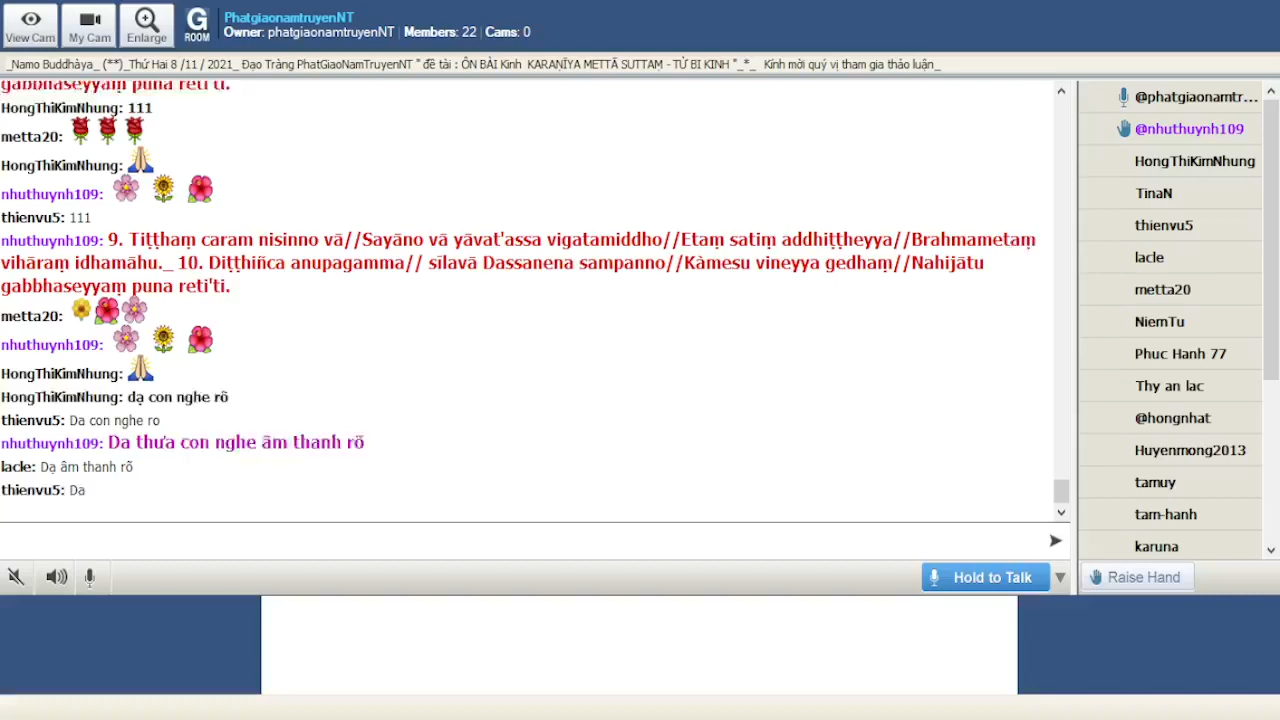 View Cam
My Cam
Enlarge
G
ROOM
PhatgiaonamtruyenNT
Owner: phatgiaonamtruyenNT | Members: 22 | Cams: 0
_Namo Buddhàya_ (**)_Thứ Hai 8 /11 / 2021_ Đạo Tràng PhatGiaoNamTruyenNT " đề tài : ÔN BÀI Kinh KARAṆĪYA METTĀ SUTTAṂ - TỪ BI KINH "_*_ Kính mời quý vị tham gia thảo luận_
gabbhaseyyaṃ puna reti'ti.
HongThiKimNhung: 111
metta20:
HongThiKimNhung:
nhuthuynh109:
thienvu5: 111
nhuthuynh109: 9. Tiṭṭhaṃ caram nisinno vā//Sayāno vā yāvat'assa vigatamiddho//Etaṃ satiṃ addhiṭṭheyya//Brahmametaṃ
vihāraṃ idhamāhu._ 10. Diṭṭhiñca anupagamma// sīlavā Dassanena sampanno//Kàmesu vineyya gedhaṃ//Nahijātu
gabbhaseyyaṃ puna reti'ti.
metta20:
nhuthuynh109:
HongThiKimNhung:
HongThiKimNhung: dạ con nghe rõ
thienvu5: Da con nghe ro
nhuthuynh109: Dạ thưa con nghe âm thanh rõ
lacle: Dạ âm thanh rõ
thienvu5: Da
Hold to Talk
@phatgiaonamtr...
@nhuthuynh109
HongThiKimNhung
TinaN
thienvu5
lacle
metta20
NiemTu
Phuc Hanh 77
Thy an lac
@hongnhat
Huyenmong2013
tamuy
tam-hanh
karuna
Raise Hand